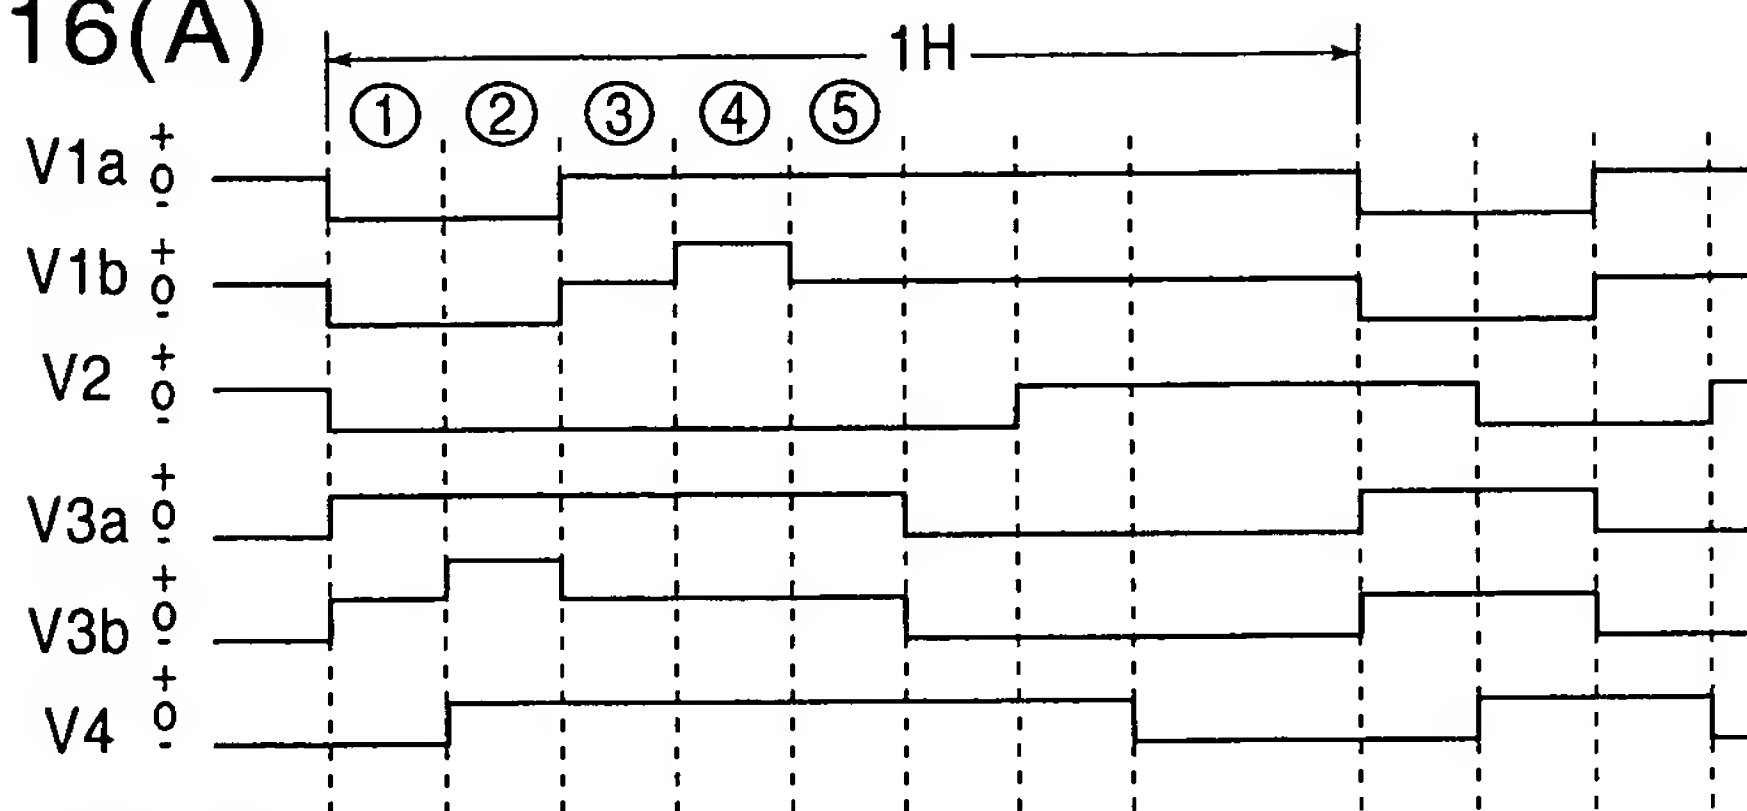 16(A)
1H
① ② ③ ④ ⑤
V1a + 0 -
V1b + 0 -
V2 + 0 -
V3a + 0 -
V3b + 0 -
V4 + 0 -